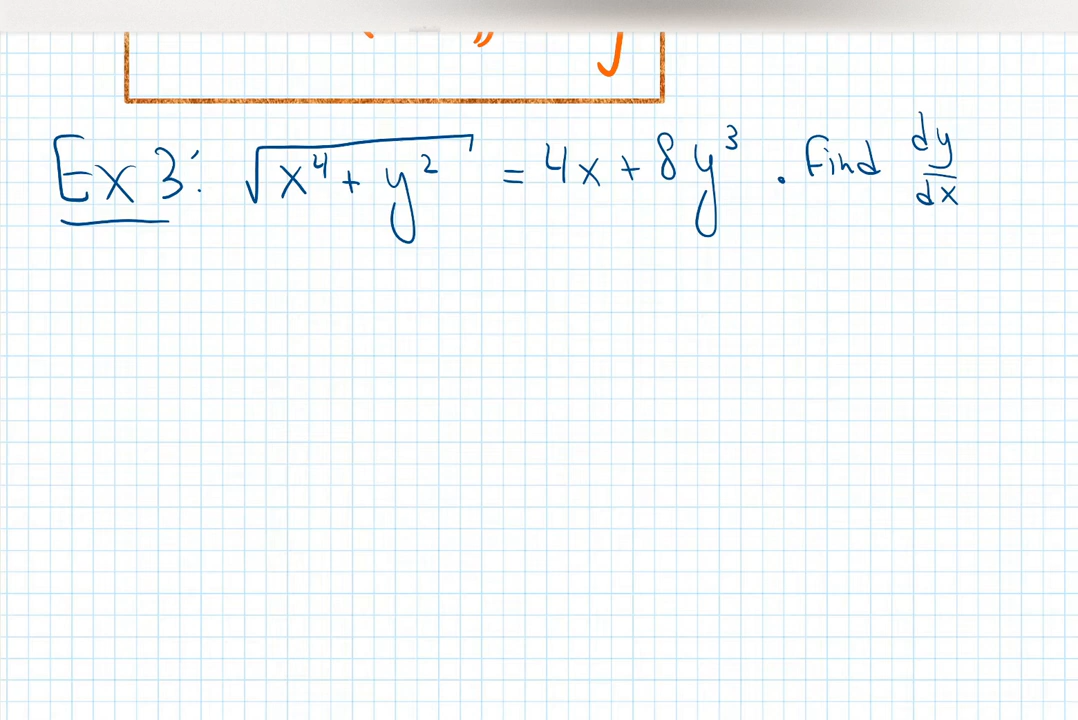 Ex 3: √(x⁴ + y²) = 4x + 8y³ . Find dy/dx